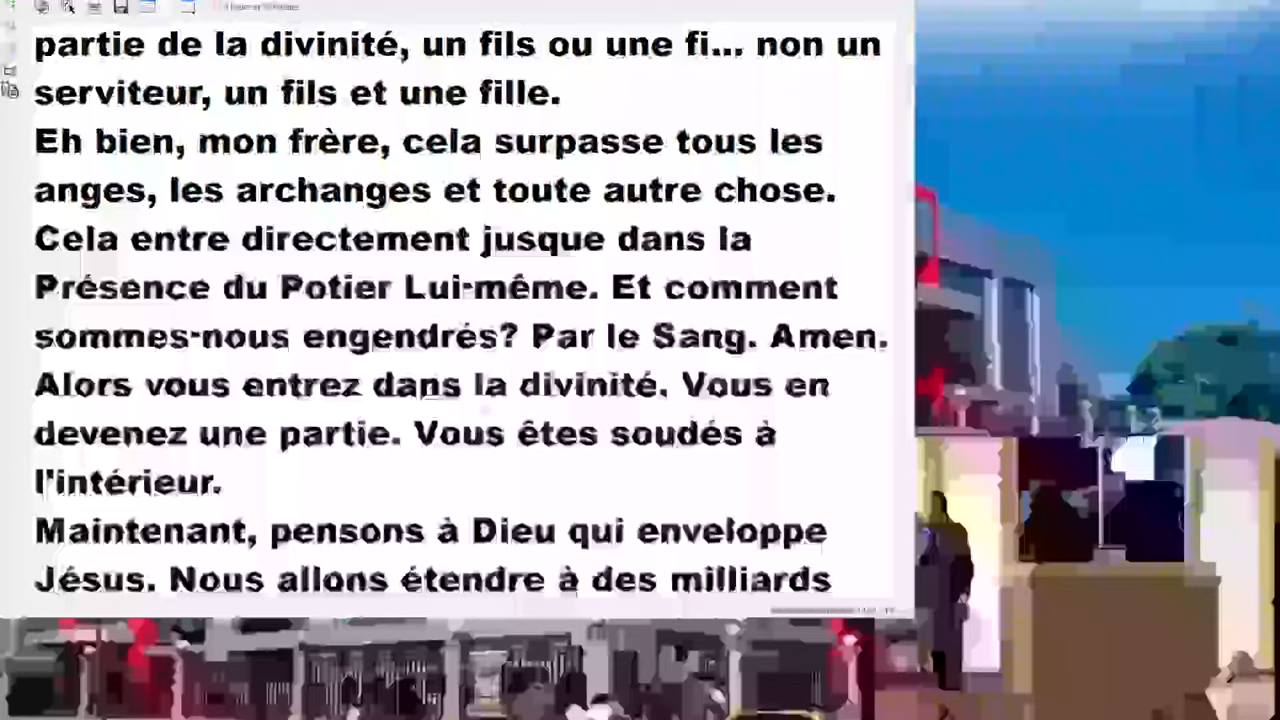 partie de la divinité, un fils ou une fi... non un
serviteur, un fils et une fille.
Eh bien, mon frère, cela surpasse tous les
anges, les archanges et toute autre chose.
Cela entre directement jusque dans la
Présence du Potier Lui-même. Et comment
sommes-nous engendrés? Par le Sang. Amen.
Alors vous entrez dans la divinité. Vous en
devenez une partie. Vous êtes soudés à
l'intérieur.
Maintenant, pensons à Dieu qui enveloppe
Jésus. Nous allons étendre à des milliards